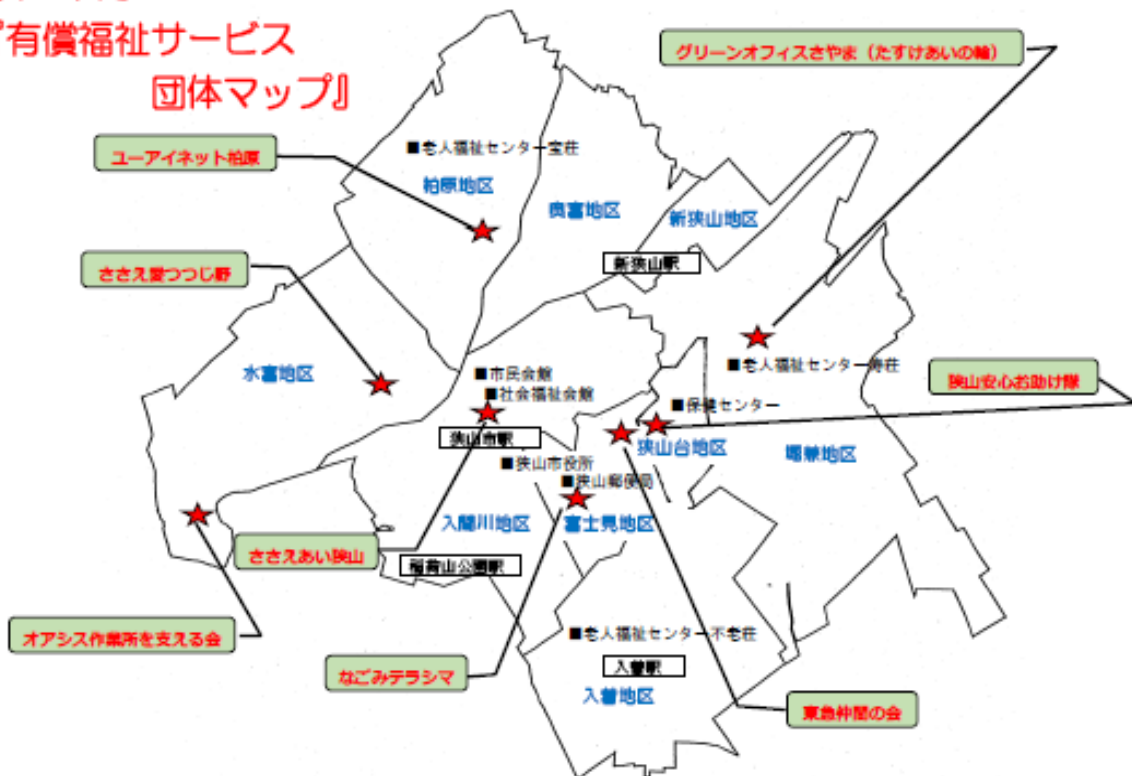 『有償福祉サービス
団体マップ』
グリーンオフィスさやま（たすけあいの輪）
ユーアイネット柏原
■老人福祉センター宝荘
柏原地区
奥富地区
新狭山地区
新狭山駅
ささえ愛つつじ野
水富地区
■老人福祉センター寿荘
狭山安心お助け隊
■市民会館
■社会福祉会館
■保健センター
狭山市駅
狭山台地区
堀兼地区
■狭山市役所
■狭山郵便局
入間川地区
富士見地区
ささえあい狭山
稲荷山公園駅
オアシス作業所を支える会
■老人福祉センター不老荘
なごみテラシマ
入曽駅
入曽地区
東急仲間の会